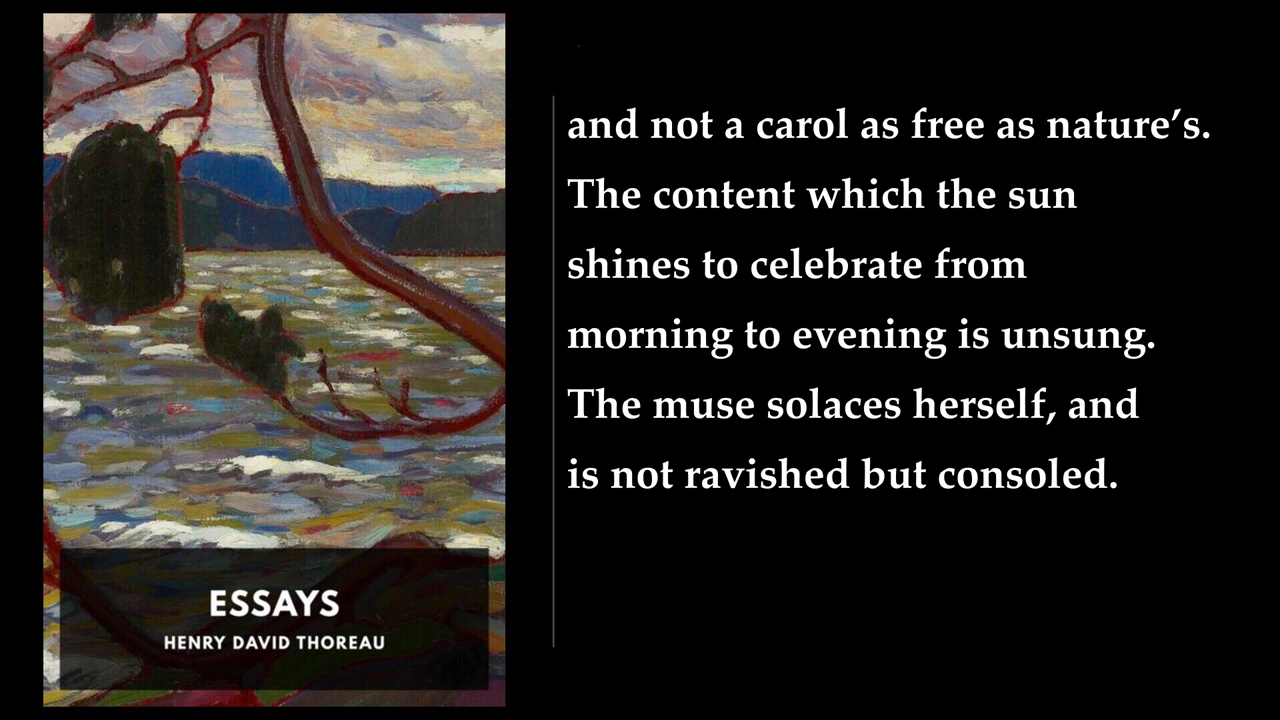 ESSAYS
HENRY DAVID THOREAU
and not a carol as free as nature’s.
The content which the sun
shines to celebrate from
morning to evening is unsung.
The muse solaces herself, and
is not ravished but consoled.